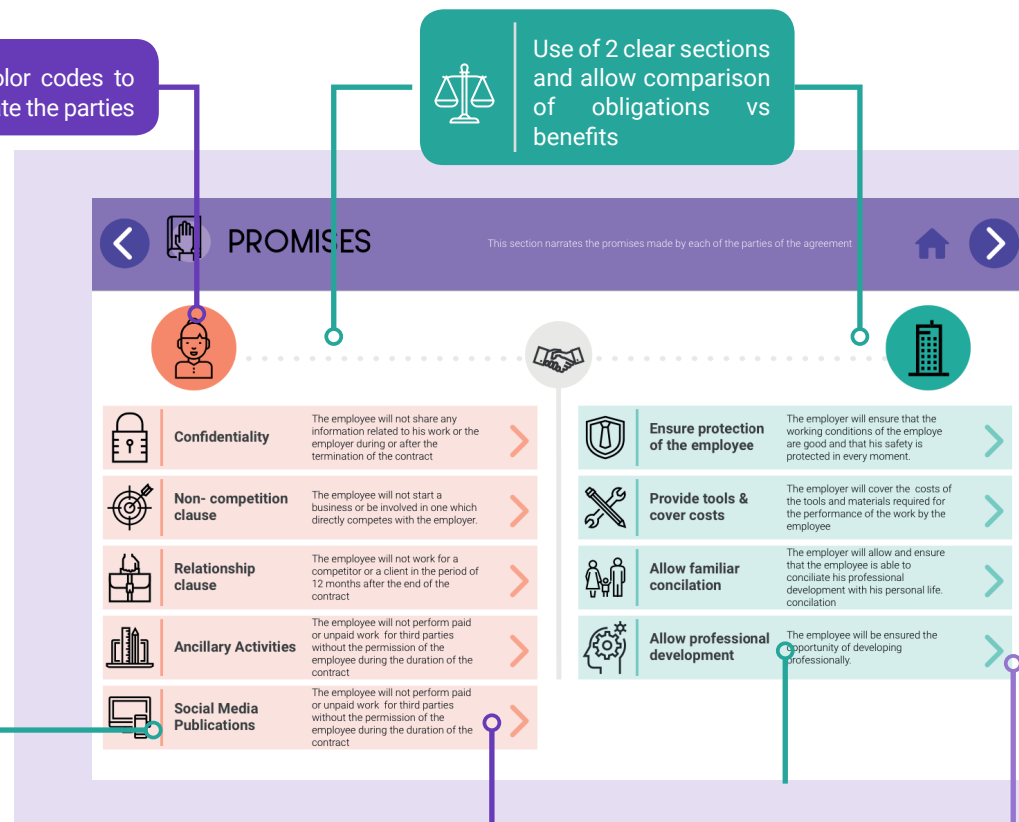 olor codes to
ate the parties
Use of 2 clear sections
and allow comparison
of obligations vs
benefits
PROMISES
This section narrates the promises made by each of the parties of the agreement
Confidentiality
The employee will not share any
information related to his work or the
employer during or after the
termination of the contract
Non- competition
clause
The employee will not start a
business or be involved in one which
directly competes with the employer.
Relationship
clause
The employee will not work for a
competitor or a client in the period of
12 months after the end of the
contract
Ancillary Activities
The employee will not perform paid
or unpaid work for third parties
without the permission of the
employee during the duration of the
contract
Social Media
Publications
The employee will not perform paid
or unpaid work for third parties
without the permission of the
employee during the duration of the
contract
Ensure protection
of the employee
The employer will ensure that the
working conditions of the employe
are good and that his safety is
protected in every moment.
Provide tools &
cover costs
The employer will cover the costs of
the tools and materials required for
the performance of the work by the
employee
Allow familiar
concilation
The employer will allow and ensure
that the employee is able to
conciliate his professional
development with his personal life.
concilation
Allow professional
development
The employee will be ensured the
opportunity of developing
professionally.